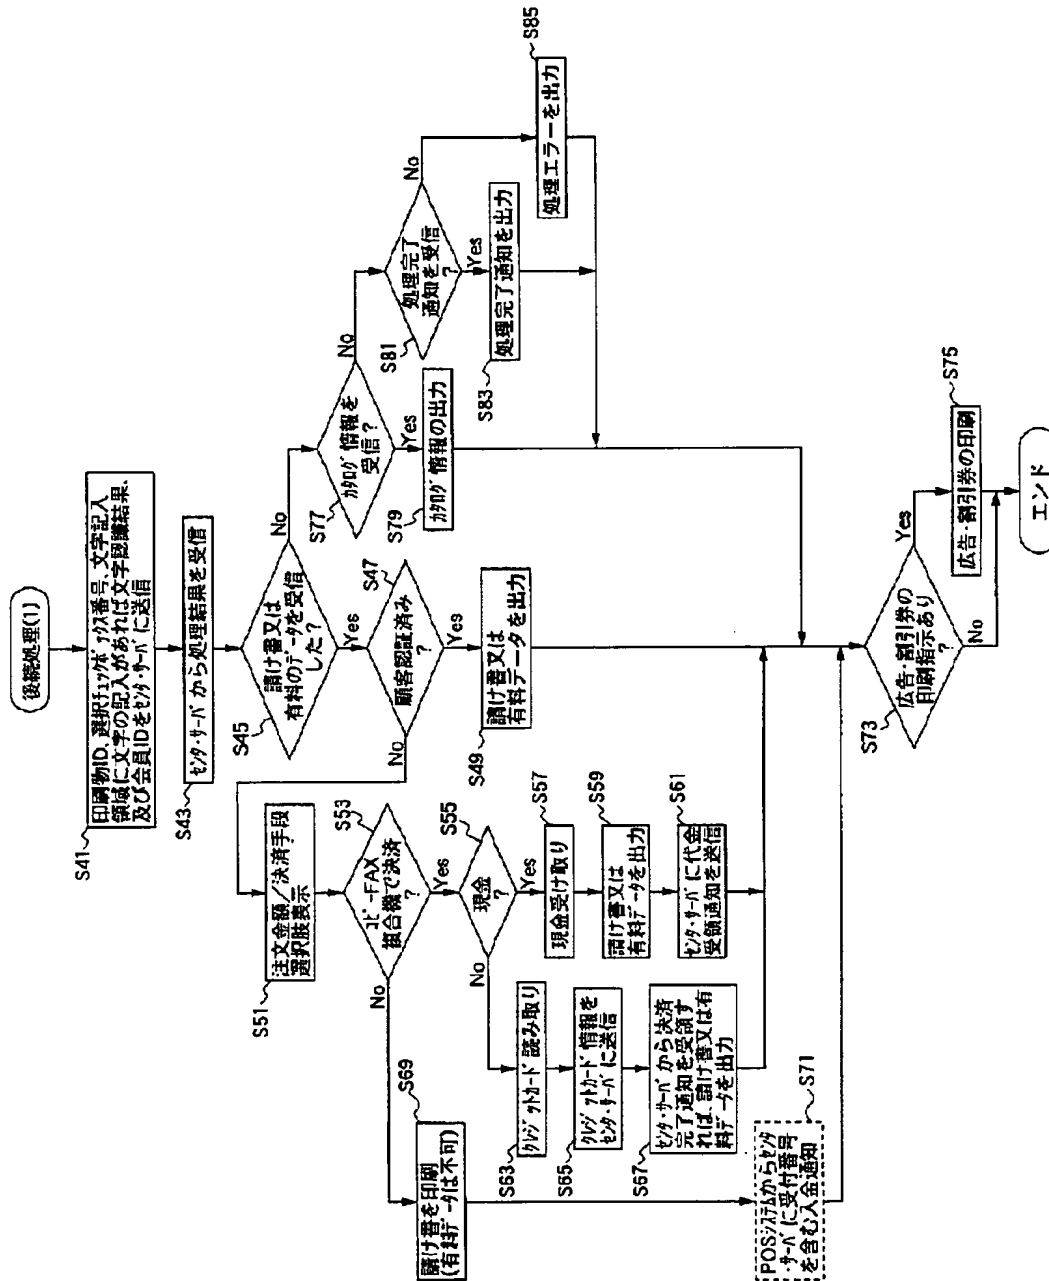 後続処理(1)
S41
印刷物ID、選択チェックボックス番号、文字記入
領域に文字の記入があれば文字認識結果、
及び会員IDをセンタ・サーバに送信
S43
センタ・サーバから処理結果を受信
S45
請け書又は
有料のデータを受信
した?
Yes
No
S47
顧客認証済み
?
Yes
No
S49
請け書又は
有料データを出力
S51
注文金額/決済手段
選択肢表示
S53
コピーFAX
複合機で決済
?
Yes
No
S55
現金
?
Yes
No
S57
現金受け取り
S59
請け書又は
有料データを出力
S61
センタ・サーバに代金
受領通知を送信
S63
クレジットカード読み取り
S65
クレジットカード情報を
センタ・サーバに送信
S67
センタ・サーバから決済
完了通知を受領す
れば、請け書又は有
料データを出力
S69
請け書を印刷
(有料データは不可)
S71
POSシステムからセンタ
・サーバに受付番号
を含む入金通知
S77
カタログ情報を
受信?
Yes
No
S79
カタログ情報の出力
S81
処理完了
通知を受信
?
Yes
No
S83
処理完了通知を出力
S85
処理エラーを出力
S73
広告・割引券の
印刷指示あり
?
Yes
No
S75
広告・割引券の印刷
エンド